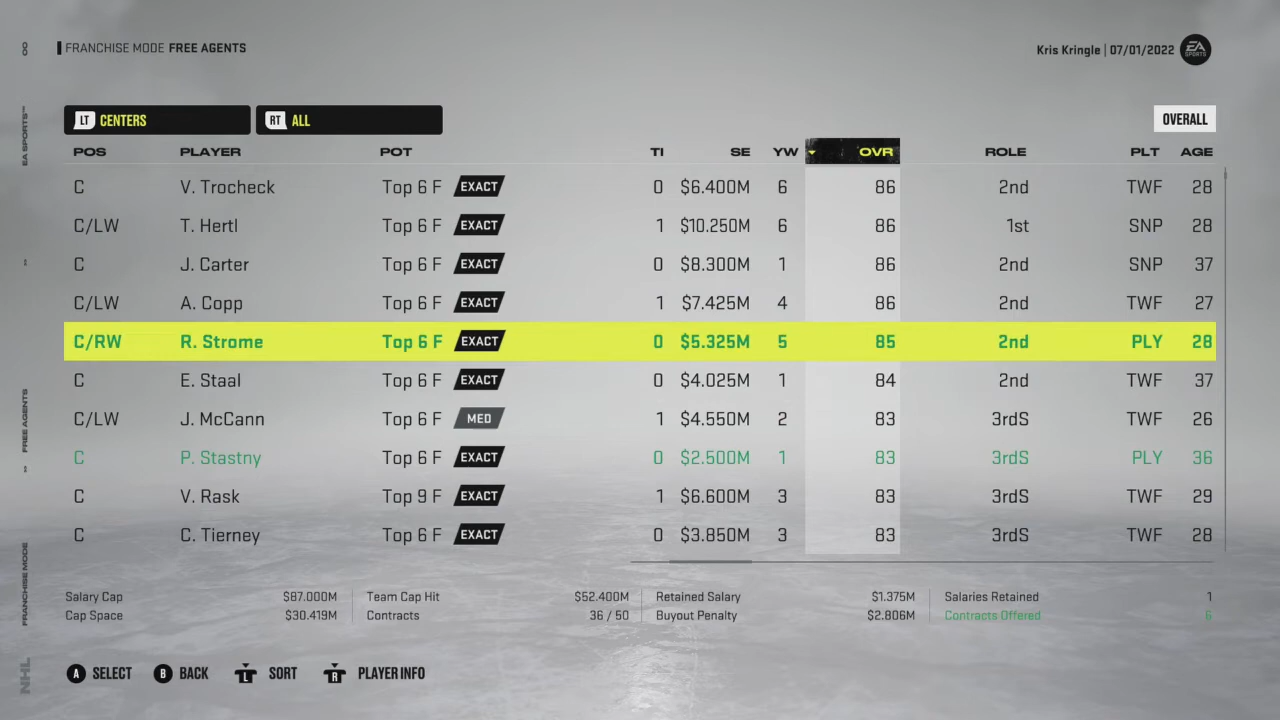 FRANCHISE MODE FREE AGENTS
Kris Kringle | 07/01/2022
EA SPORTS
LT CENTERS
RT ALL
OVERALL
POS PLAYER POT TI SE YW OVR ROLE PLT AGE
C V. Trocheck Top 6 F EXACT 0 $6.400M 6 86 2nd TWF 28
C/LW T. Hertl Top 6 F EXACT 1 $10.250M 6 86 1st SNP 28
C J. Carter Top 6 F EXACT 0 $8.300M 1 86 2nd SNP 37
C/LW A. Copp Top 6 F EXACT 1 $7.425M 4 86 2nd TWF 27
C/RW R. Strome Top 6 F EXACT 0 $5.325M 5 85 2nd PLY 28
C E. Staal Top 6 F EXACT 0 $4.025M 1 84 2nd TWF 37
C/LW J. McCann Top 6 F MED 1 $4.550M 2 83 3rdS TWF 26
C P. Stastny Top 6 F EXACT 0 $2.500M 1 83 3rdS PLY 36
C V. Rask Top 9 F EXACT 1 $6.600M 3 83 3rdS TWF 29
C C. Tierney Top 6 F EXACT 0 $3.850M 3 83 3rdS TWF 28
Salary Cap $87.000M Team Cap Hit $52.400M Retained Salary $1.375M Salaries Retained 1
Cap Space $30.419M Contracts 36 / 50 Buyout Penalty $2.806M Contracts Offered 6
A SELECT B BACK L SORT R PLAYER INFO
NHL FRANCHISE MODE » FREE AGENTS EA SPORTS™